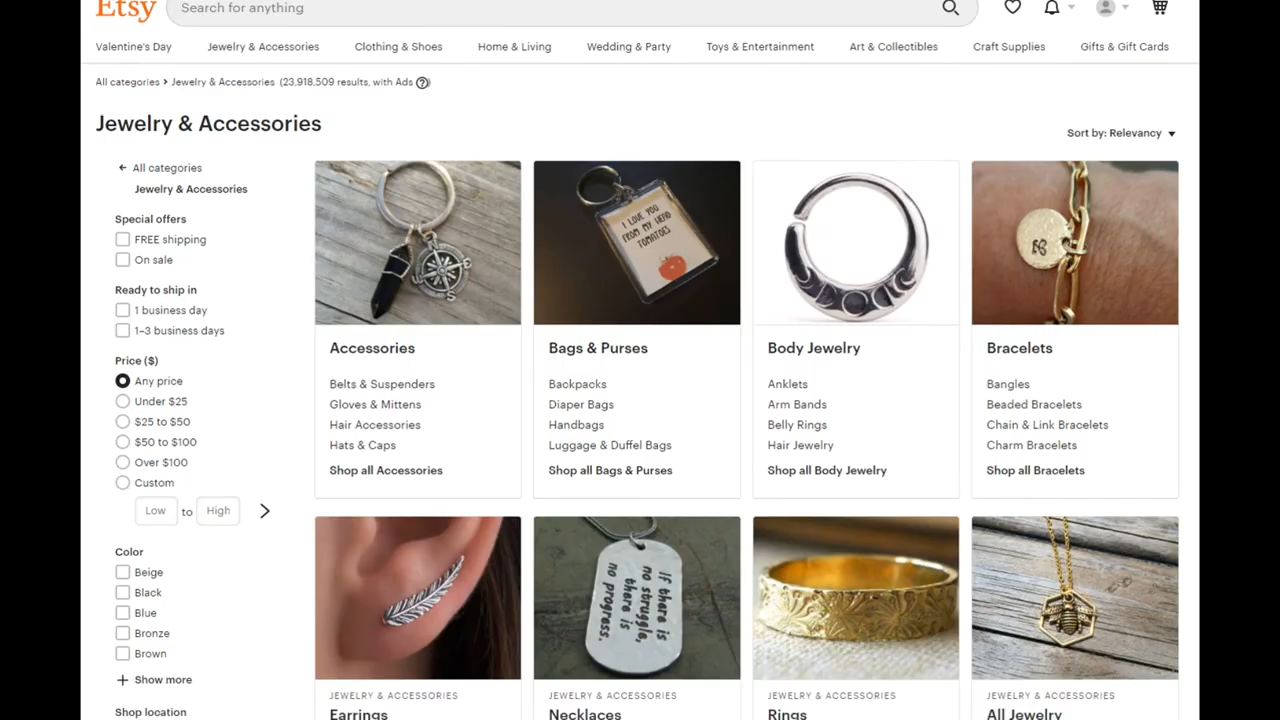 Etsy
Search for anything
Valentine's Day
Jewelry & Accessories
Clothing & Shoes
Home & Living
Wedding & Party
Toys & Entertainment
Art & Collectibles
Craft Supplies
Gifts & Gift Cards
All categories > Jewelry & Accessories (23,918,509 results, with Ads ?)
Jewelry & Accessories
Sort by: Relevancy
All categories
Jewelry & Accessories
Special offers
FREE shipping
On sale
Ready to ship in
1 business day
1–3 business days
Price ($)
Any price
Under $25
$25 to $50
$50 to $100
Over $100
Custom
Low to High
Color
Beige
Black
Blue
Bronze
Brown
Show more
Shop location
Accessories
Belts & Suspenders
Gloves & Mittens
Hair Accessories
Hats & Caps
Shop all Accessories
I LOVE YOU
FROM MY HEAD
TOMATOES
Bags & Purses
Backpacks
Diaper Bags
Handbags
Luggage & Duffel Bags
Shop all Bags & Purses
Body Jewelry
Anklets
Arm Bands
Belly Rings
Hair Jewelry
Shop all Body Jewelry
Bracelets
Bangles
Beaded Bracelets
Chain & Link Bracelets
Charm Bracelets
Shop all Bracelets
JEWELRY & ACCESSORIES
Earrings
If there is
no struggle,
there is
no progress.
JEWELRY & ACCESSORIES
Necklaces
JEWELRY & ACCESSORIES
Rings
JEWELRY & ACCESSORIES
All Jewelry